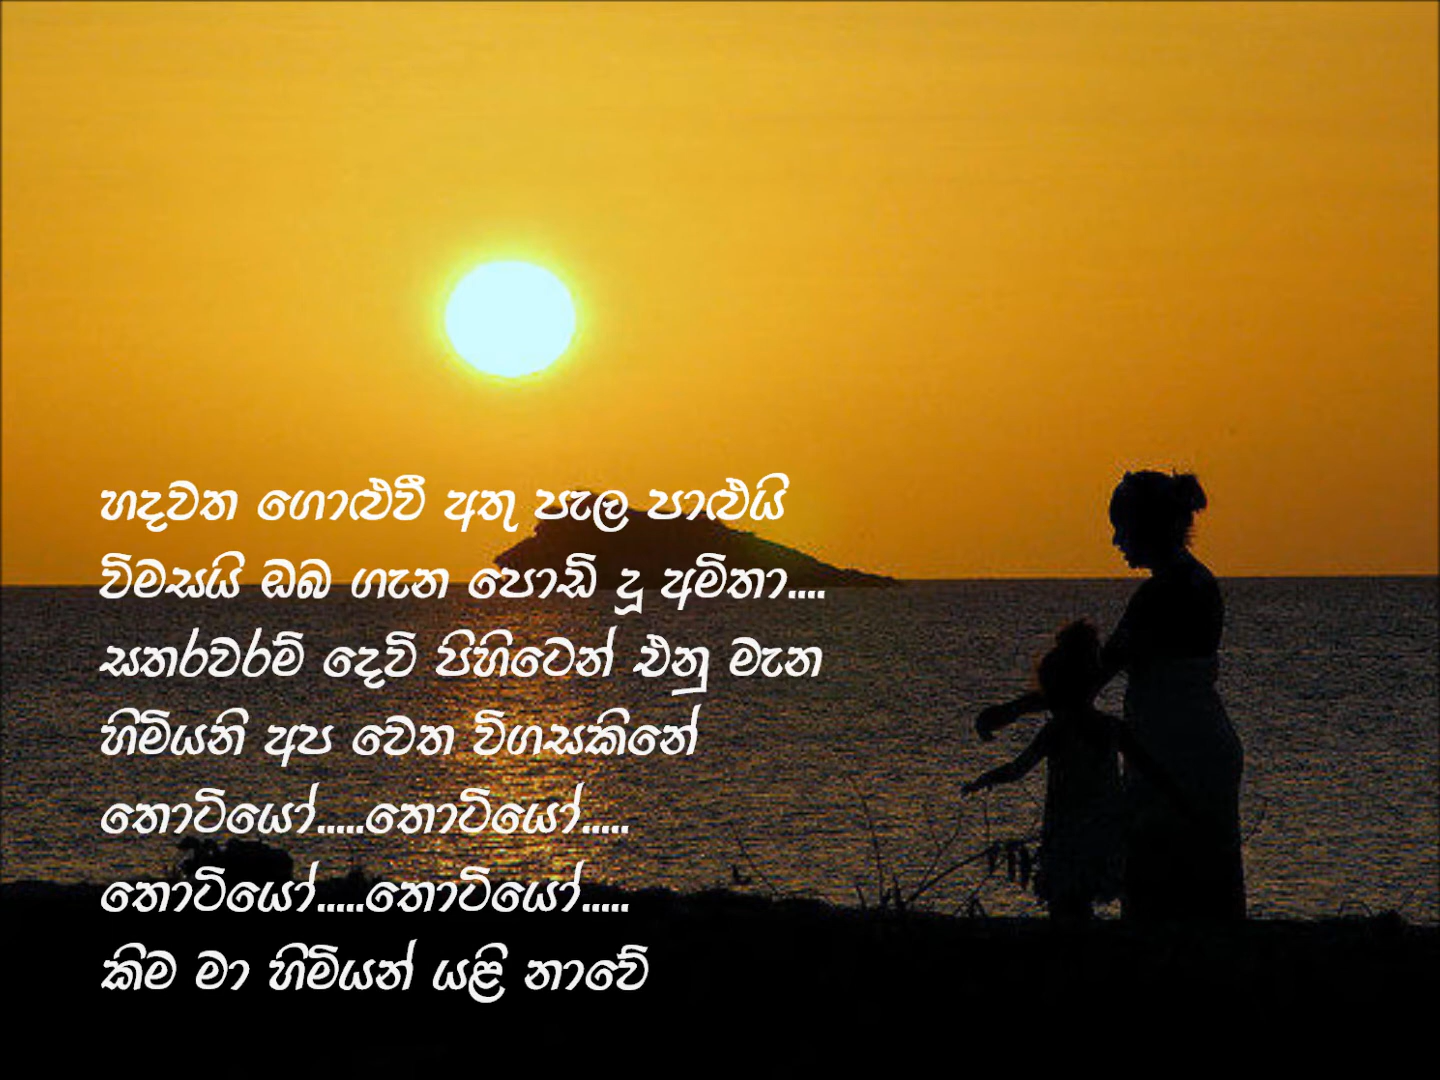 හදවත ගොළුවී අතු පැල පාළුයි
විමසයි ඔබ ගැන පොඩි දූ අමිතා....
සතරවරම් දෙවි පිහිටෙන් එනු මැන
හිමියනි අප වෙත විගසකිනේ
තොටියෝ.....තොටියෝ.....
තොටියෝ.....තොටියෝ.....
කිම මා හිමියන් යළි නාවේ